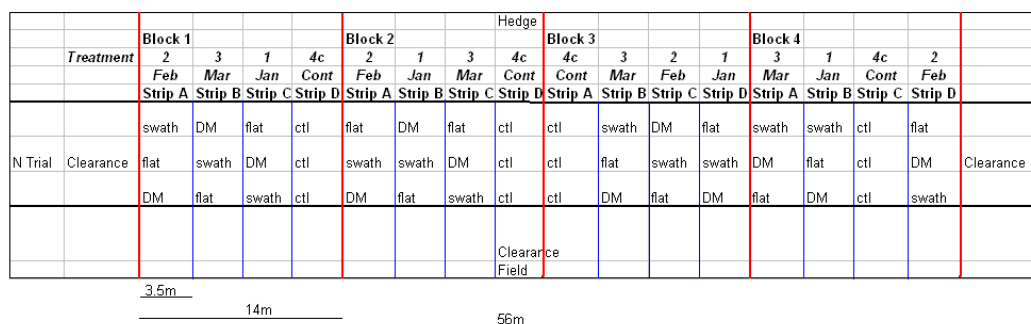 Hedge
Block 1 Block 2 Block 3 Block 4
Treatment 2 3 1 4c 2 1 3 4c 4c 3 2 1 3 1 4c 2
Feb Mar Jan Cont Feb Jan Mar Cont Cont Mar Feb Jan Mar Jan Cont Feb
Strip A Strip B Strip C Strip D Strip A Strip B Strip C Strip D Strip A Strip B Strip C Strip D Strip A Strip B Strip C Strip D
swath DM flat ctl flat DM flat ctl ctl swath DM flat swath swath ctl flat
N Trial Clearance flat swath DM ctl swath swath DM ctl ctl flat swath swath DM flat ctl DM Clearance
DM flat swath ctl DM flat swath ctl ctl DM flat DM flat DM ctl swath
Clearance
Field
3.5m
14m
56m